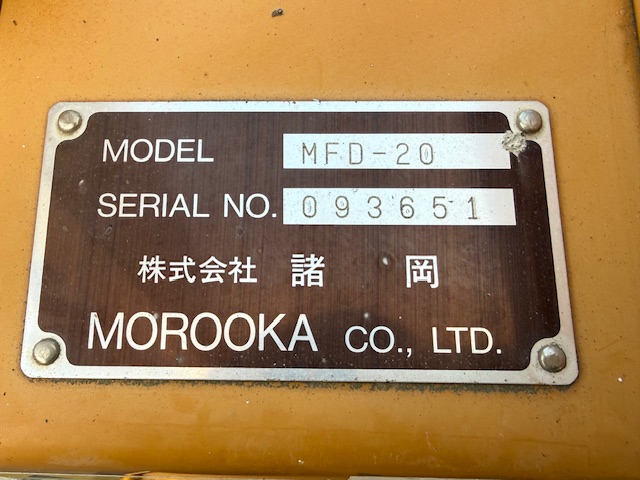 MODEL MFD-20
SERIAL NO. 093651
株式会社 諸岡
MOROOKA CO., LTD.